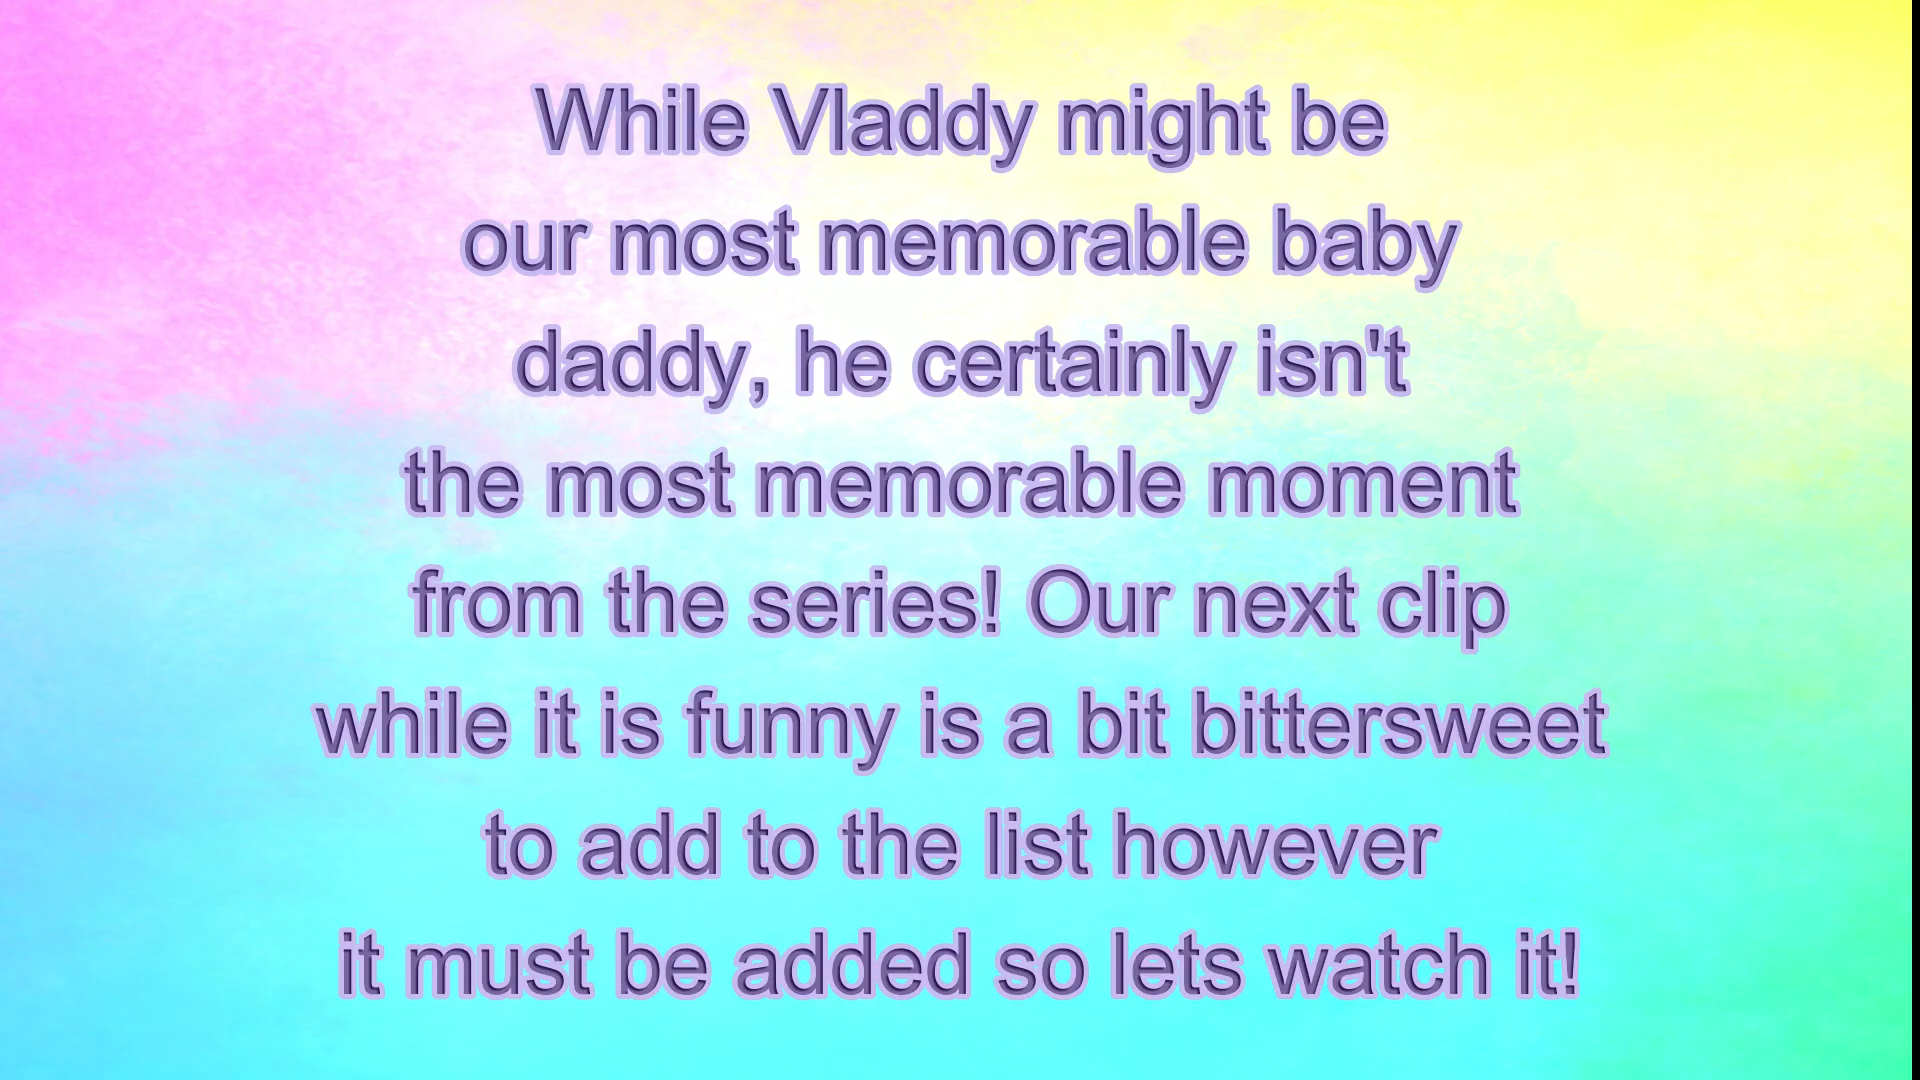 While Vladdy might be
our most memorable baby
daddy, he certainly isn't
the most memorable moment
from the series! Our next clip
while it is funny is a bit bittersweet
to add to the list however
it must be added so lets watch it!